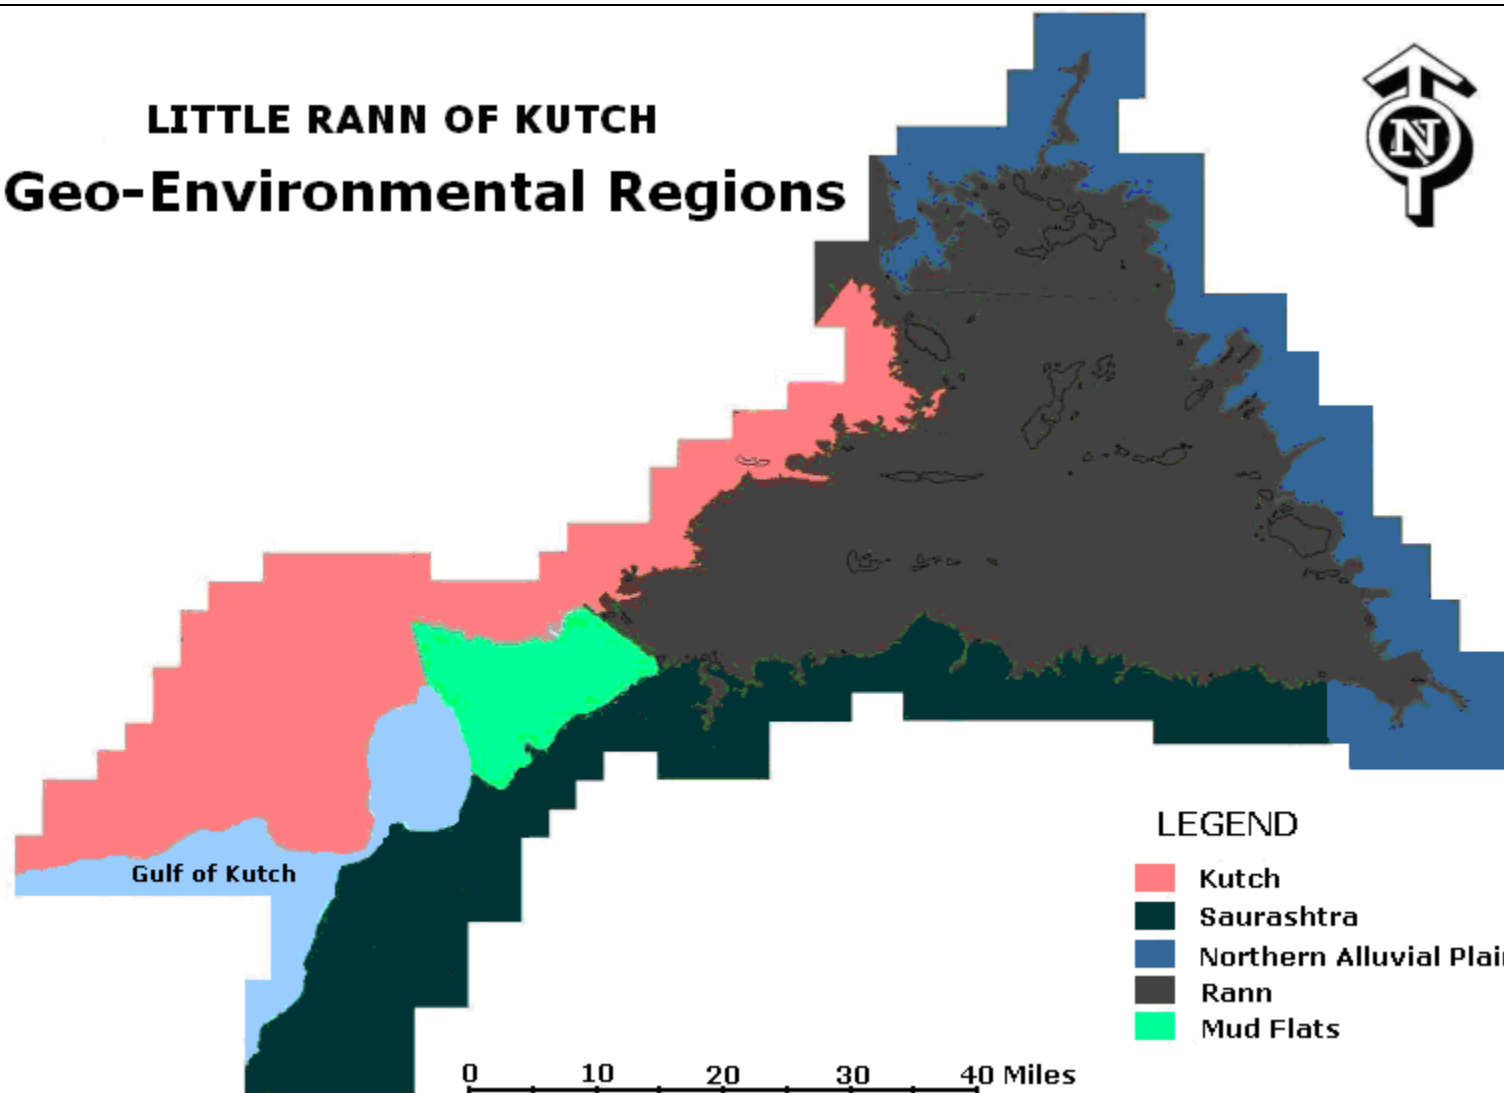 LITTLE RANN OF KUTCH
Geo-Environmental Regions
N
Gulf of Kutch
LEGEND
Kutch
Saurashtra
Northern Alluvial Plain
Rann
Mud Flats
0 10 20 30 40 Miles